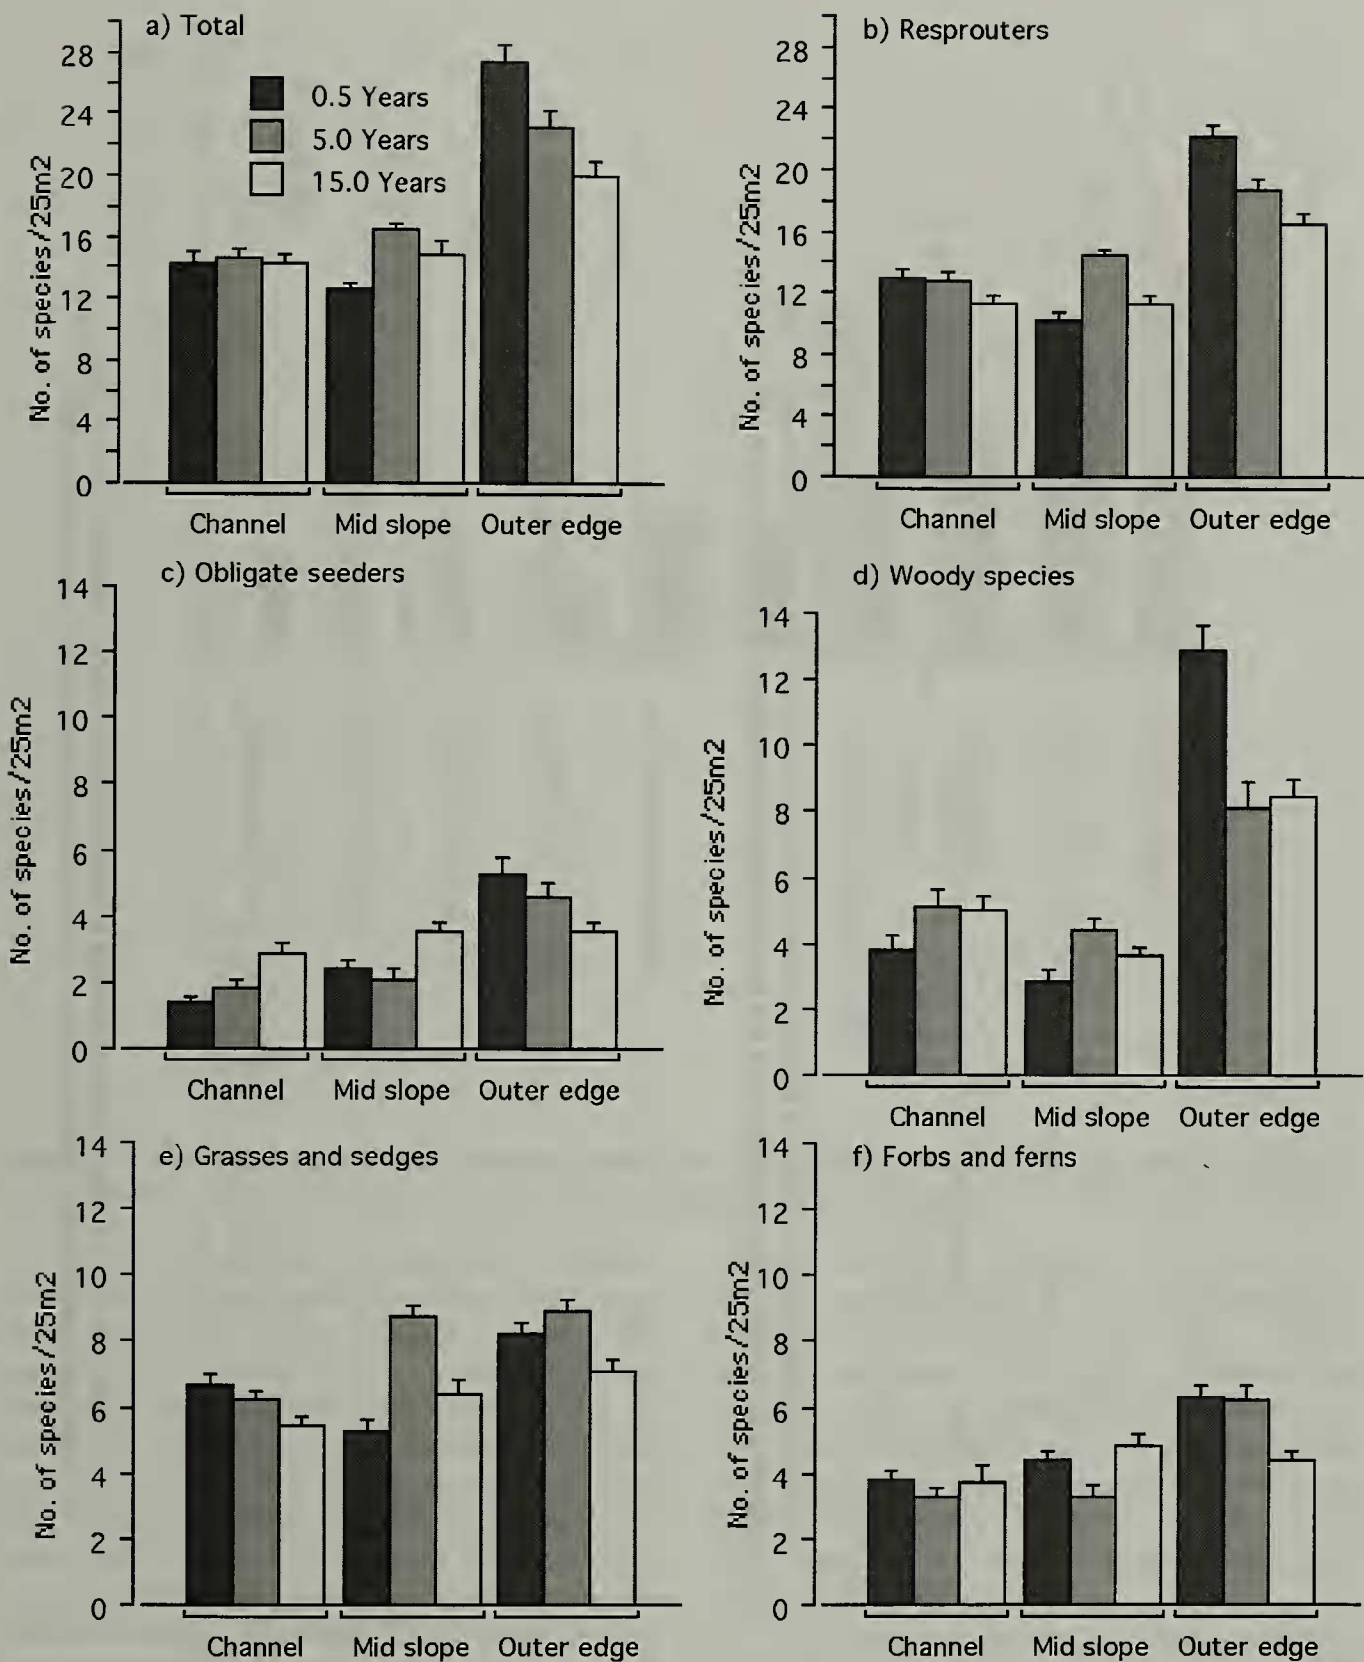 a) Total
0.5 Years
5.0 Years
15.0 Years
No. of species/25m2
28
24
20
16
12
8
4
0
Channel Mid slope Outer edge
b) Resprouters
No. of species/25m2
28
24
20
16
12
8
4
0
Channel Mid slope Outer edge
c) Obligate seeders
No. of species/25m2
14
12
10
8
6
4
2
0
Channel Mid slope Outer edge
d) Woody species
No. of species/25m2
14
12
10
8
6
4
2
0
Channel Mid slope Outer edge
e) Grasses and sedges
No. of species/25m2
14
12
10
8
6
4
2
0
Channel Mid slope Outer edge
f) Forbs and ferns
No. of species/25m2
14
12
10
8
6
4
2
0
Channel Mid slope Outer edge